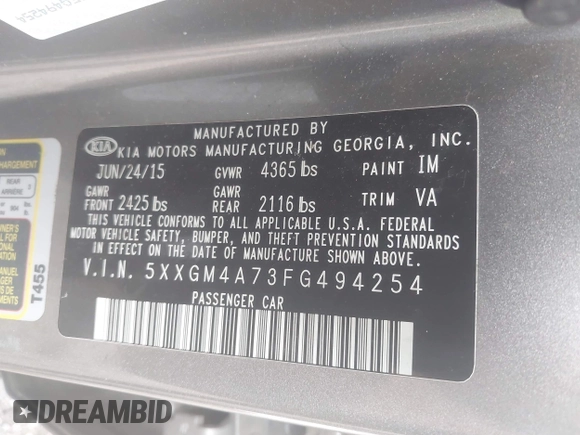 MANUFACTURED BY
KIA
KIA MOTORS MANUFACTURING GEORGIA, INC.
JUN/24/15 GVWR 4365 lbs PAINT IM
GAWR FRONT 2425 lbs GAWR REAR 2116 lbs TRIM VA
THIS VEHICLE CONFORMS TO ALL APPLICABLE U.S.A. FEDERAL
MOTOR VEHICLE SAFETY, BUMPER, AND THEFT PREVENTION STANDARDS
IN EFFECT ON THE DATE OF MANUFACTURE SHOWN ABOVE.
V.I.N. 5XXGM4A73FG494254
PASSENGER CAR
T455
DREAMBID